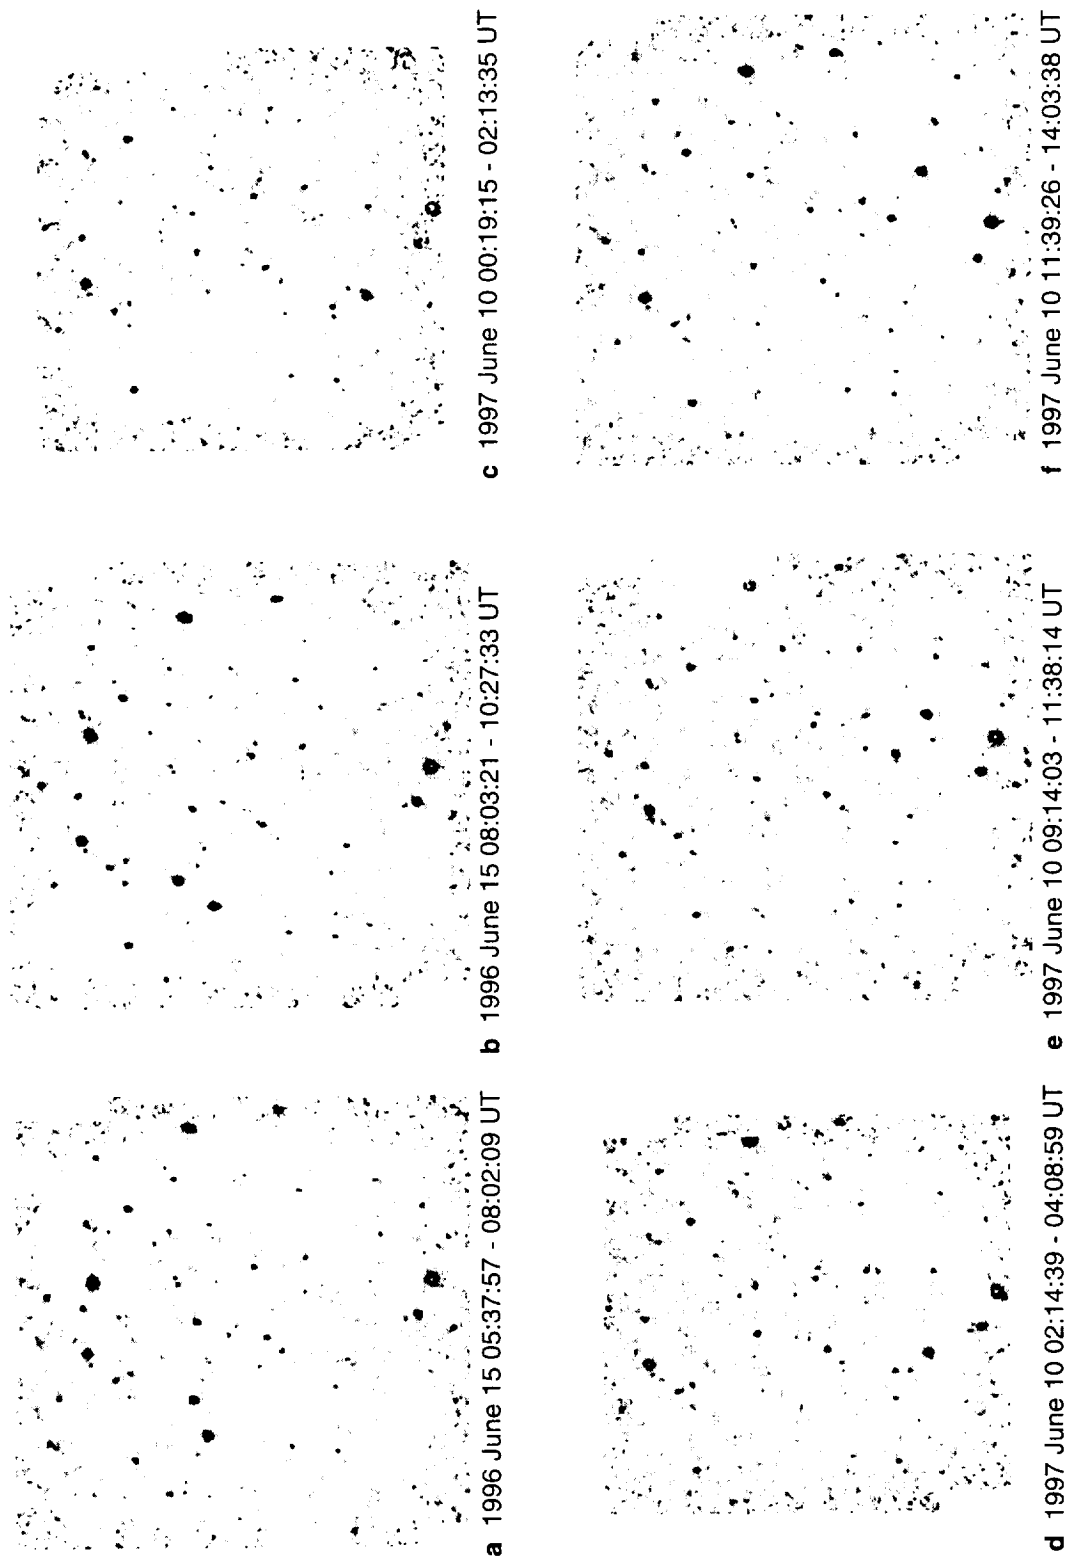 a 1996 June 15 05:37:57 - 08:02:09 UT
b 1996 June 15 08:03:21 - 10:27:33 UT
c 1997 June 10 00:19:15 - 02:13:35 UT
d 1997 June 10 02:14:39 - 04:08:59 UT
e 1997 June 10 09:14:03 - 11:38:14 UT
f 1997 June 10 11:39:26 - 14:03:38 UT